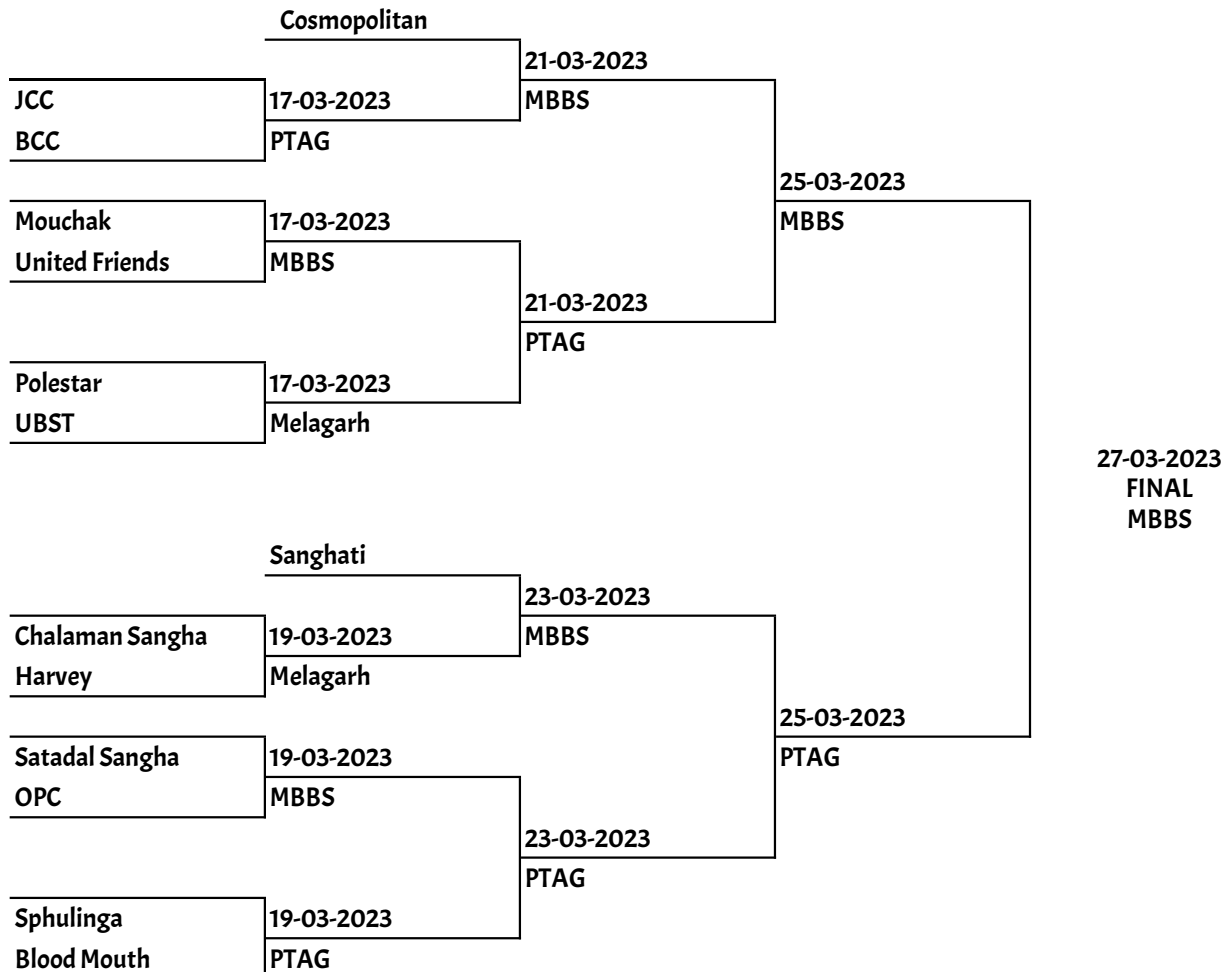 Cosmopolitan
21-03-2023
JCC
17-03-2023
MBBS
BCC
PTAG
25-03-2023
Mouchak
17-03-2023
MBBS
United Friends
MBBS
21-03-2023
PTAG
Polestar
17-03-2023
UBST
Melagarh
27-03-2023
FINAL
MBBS
Sanghati
23-03-2023
Chalaman Sangha
19-03-2023
MBBS
Harvey
Melagarh
25-03-2023
Satadal Sangha
19-03-2023
PTAG
OPC
MBBS
23-03-2023
PTAG
Sphulinga
19-03-2023
Blood Mouth
PTAG